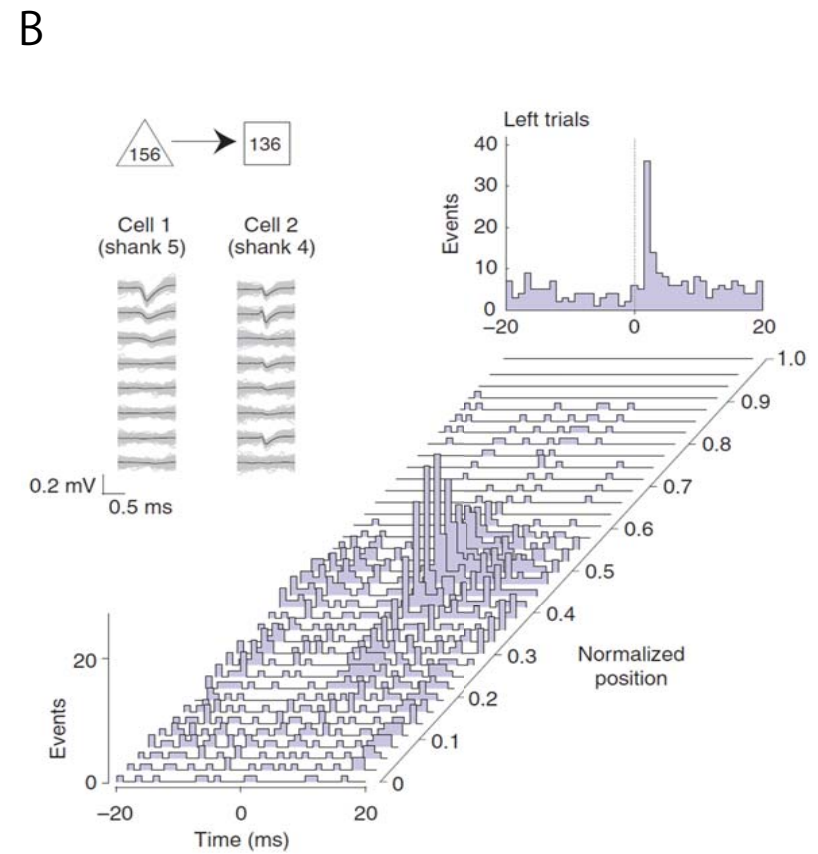 B
156
136
Cell 1
(shank 5)
Cell 2
(shank 4)
0.2 mV
0.5 ms
Left trials
Events
40
30
20
10
0
−20
0
20
1.0
0.9
0.8
0.7
0.6
0.5
0.4
0.3
0.2
0.1
0
Normalized
position
Events
20
0
−20
0
20
Time (ms)